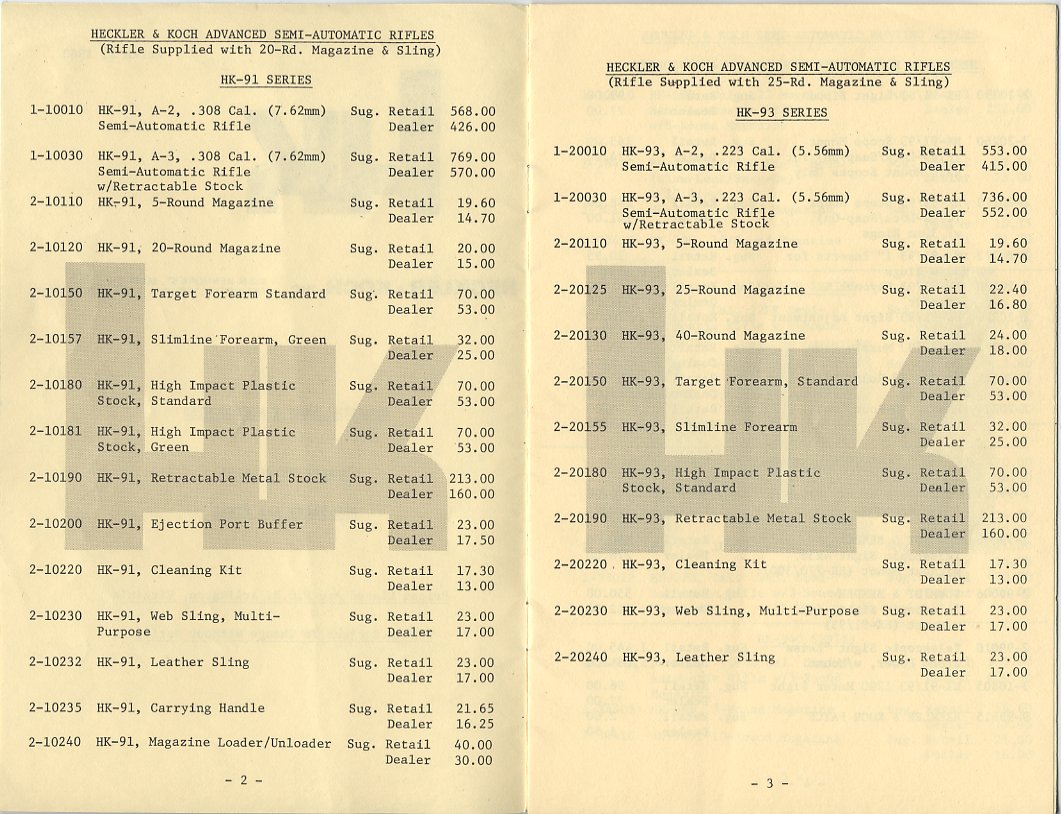 HECKLER & KOCH ADVANCED SEMI-AUTOMATIC RIFLES
(Rifle Supplied with 20-Rd. Magazine & Sling)
HK-91 SERIES
1-10010 HK-91, A-2, .308 Cal. (7.62mm) Sug. Retail 568.00
Semi-Automatic Rifle Dealer 426.00
1-10030 HK-91, A-3, .308 Cal. (7.62mm) Sug. Retail 769.00
Semi-Automatic Rifle Dealer 570.00
w/Retractable Stock
2-10110 HK-91, 5-Round Magazine Sug. Retail 19.60
Dealer 14.70
2-10120 HK-91, 20-Round Magazine Sug. Retail 20.00
Dealer 15.00
2-10150 HK-91, Target Forearm Standard Sug. Retail 70.00
Dealer 53.00
2-10157 HK-91, Slimline Forearm, Green Sug. Retail 32.00
Dealer 25.00
2-10180 HK-91, High Impact Plastic Sug. Retail 70.00
Stock, Standard Dealer 53.00
2-10181 HK-91, High Impact Plastic Sug. Retail 70.00
Stock, Green Dealer 53.00
2-10190 HK-91, Retractable Metal Stock Sug. Retail 213.00
Dealer 160.00
2-10200 HK-91, Ejection Port Buffer Sug. Retail 23.00
Dealer 17.50
2-10220 HK-91, Cleaning Kit Sug. Retail 17.30
Dealer 13.00
2-10230 HK-91, Web Sling, Multi- Sug. Retail 23.00
Purpose Dealer 17.00
2-10232 HK-91, Leather Sling Sug. Retail 23.00
Dealer 17.00
2-10235 HK-91, Carrying Handle Sug. Retail 21.65
Dealer 16.25
2-10240 HK-91, Magazine Loader/Unloader Sug. Retail 40.00
Dealer 30.00
HK
- 2 -
HECKLER & KOCH ADVANCED SEMI-AUTOMATIC RIFLES
(Rifle Supplied with 25-Rd. Magazine & Sling)
HK-93 SERIES
1-20010 HK-93, A-2, .223 Cal. (5.56mm) Sug. Retail 553.00
Semi-Automatic Rifle Dealer 415.00
1-20030 HK-93, A-3, .223 Cal. (5.56mm) Sug. Retail 736.00
Semi-Automatic Rifle Dealer 552.00
w/Retractable Stock
2-20110 HK-93, 5-Round Magazine Sug. Retail 19.60
Dealer 14.70
2-20125 HK-93, 25-Round Magazine Sug. Retail 22.40
Dealer 16.80
2-20130 HK-93, 40-Round Magazine Sug. Retail 24.00
Dealer 18.00
2-20150 HK-93, Target Forearm, Standard Sug. Retail 70.00
Dealer 53.00
2-20155 HK-93, Slimline Forearm Sug. Retail 32.00
Dealer 25.00
2-20180 HK-93, High Impact Plastic Sug. Retail 70.00
Stock, Standard Dealer 53.00
2-20190 HK-93, Retractable Metal Stock Sug. Retail 213.00
Dealer 160.00
2-20220 HK-93, Cleaning Kit Sug. Retail 17.30
Dealer 13.00
2-20230 HK-93, Web Sling, Multi-Purpose Sug. Retail 23.00
Dealer 17.00
2-20240 HK-93, Leather Sling Sug. Retail 23.00
Dealer 17.00
HK
- 3 -